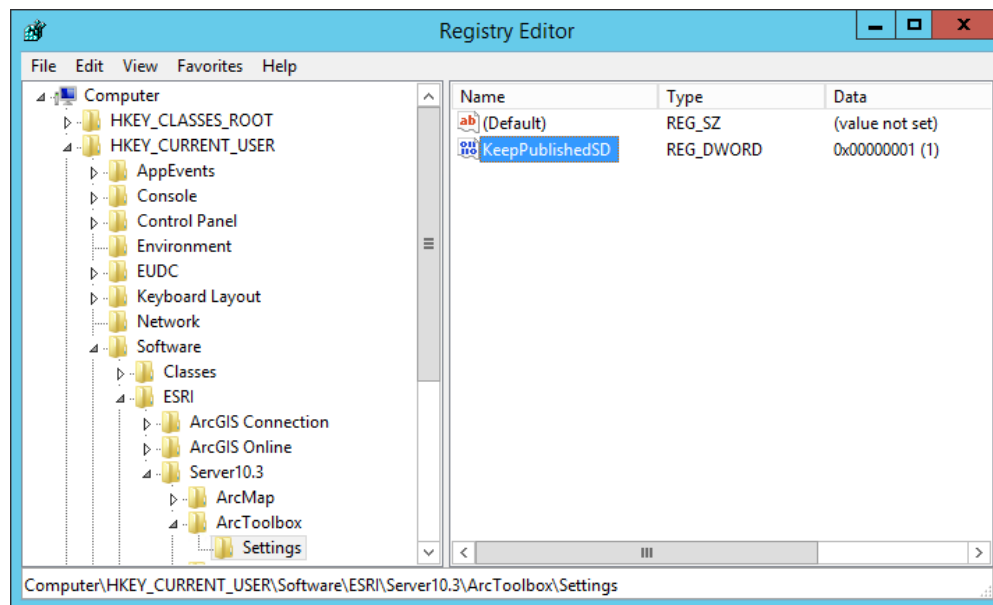 Registry Editor
File Edit View Favorites Help
Computer
HKEY_CLASSES_ROOT
HKEY_CURRENT_USER
AppEvents
Console
Control Panel
Environment
EUDC
Keyboard Layout
Network
Software
Classes
ESRI
ArcGIS Connection
ArcGIS Online
Server10.3
ArcMap
ArcToolbox
Settings
Name Type Data
(Default) REG_SZ (value not set)
KeepPublishedSD REG_DWORD 0x00000001 (1)
Computer\HKEY_CURRENT_USER\Software\ESRI\Server10.3\ArcToolbox\Settings